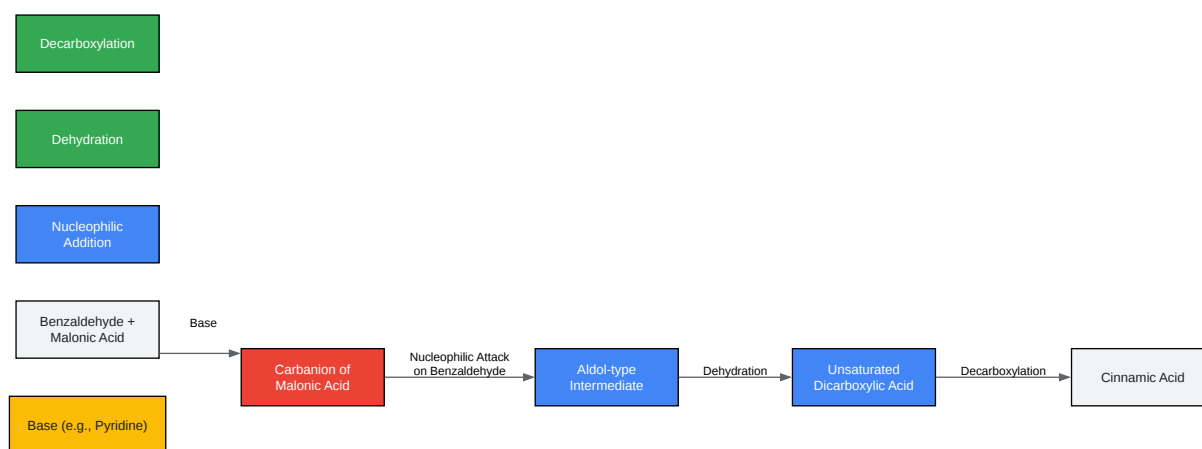 Decarboxylation
Dehydration
Nucleophilic
Addition
Benzaldehyde +
Malonic Acid
Base
Carbanion of
Malonic Acid
Nucleophilic Attack
on Benzaldehyde
Aldol-type
Intermediate
Dehydration
Unsaturated
Dicarboxylic Acid
Decarboxylation
Cinnamic Acid
Base (e.g., Pyridine)